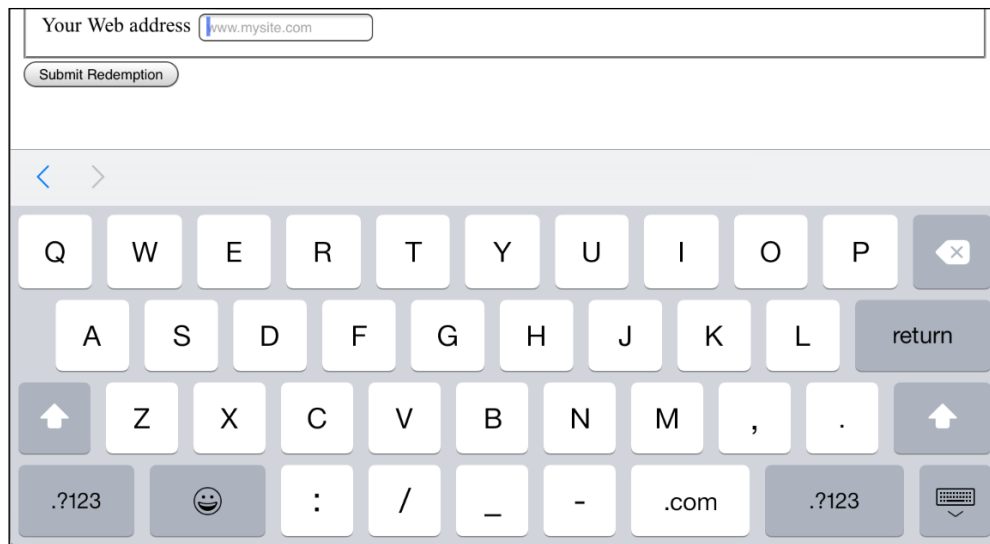 Your Web address www.mysite.com
Submit Redemption
Q W E R T Y U I O P
A S D F G H J K L return
Z X C V B N M , .
.?123 : / _ - .com .?123